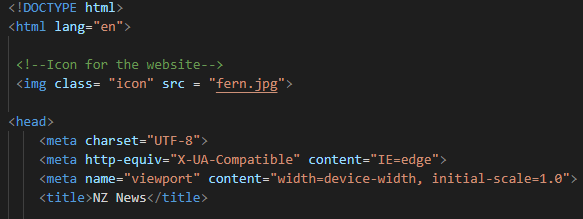 <!DOCTYPE html>
<html lang="en">
<!--Icon for the website-->
<img class= "icon" src = "fern.jpg">
<head>
<meta charset="UTF-8">
<meta http-equiv="X-UA-Compatible" content="IE=edge">
<meta name="viewport" content="width=device-width, initial-scale=1.0">
<title>NZ News</title>